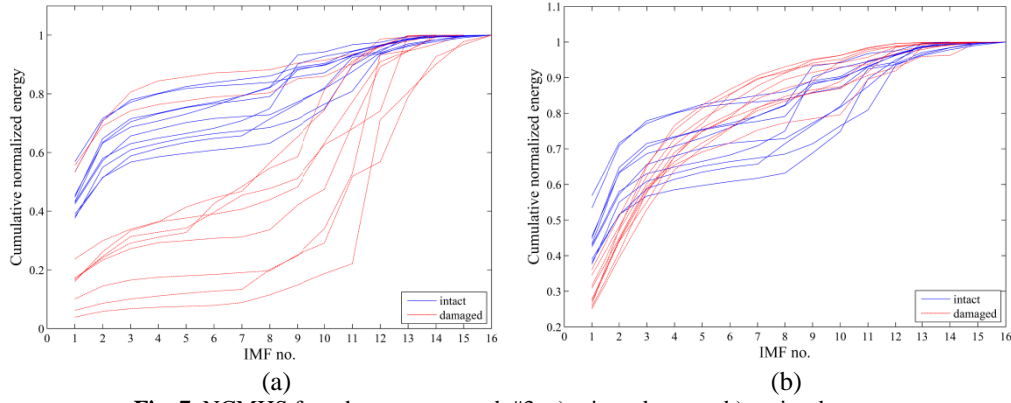 1
0.8
0.6
0.4
0.2
0
Cumulative normalized energy
0 1 2 3 4 5 6 7 8 9 10 11 12 13 14 15 16
IMF no.
intact
damaged
(a)
1.1
1
0.9
0.8
0.7
0.6
0.5
0.4
0.3
0.2
Cumulative normalized energy
0 1 2 3 4 5 6 7 8 9 10 11 12 13 14 15 16
IMF no.
intact
damaged
(b)